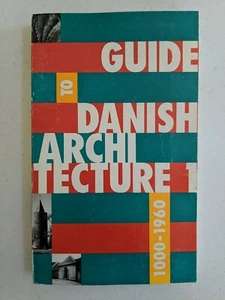 GUIDE
TO
DANISH
ARCHI
TECTURE 1
1000-1960